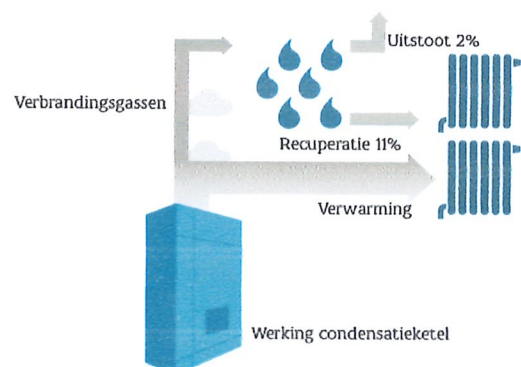 Uitstoot 2%
Verbrandingsgassen
Recuperatie 11%
Verwarming
Werking condensatieketel